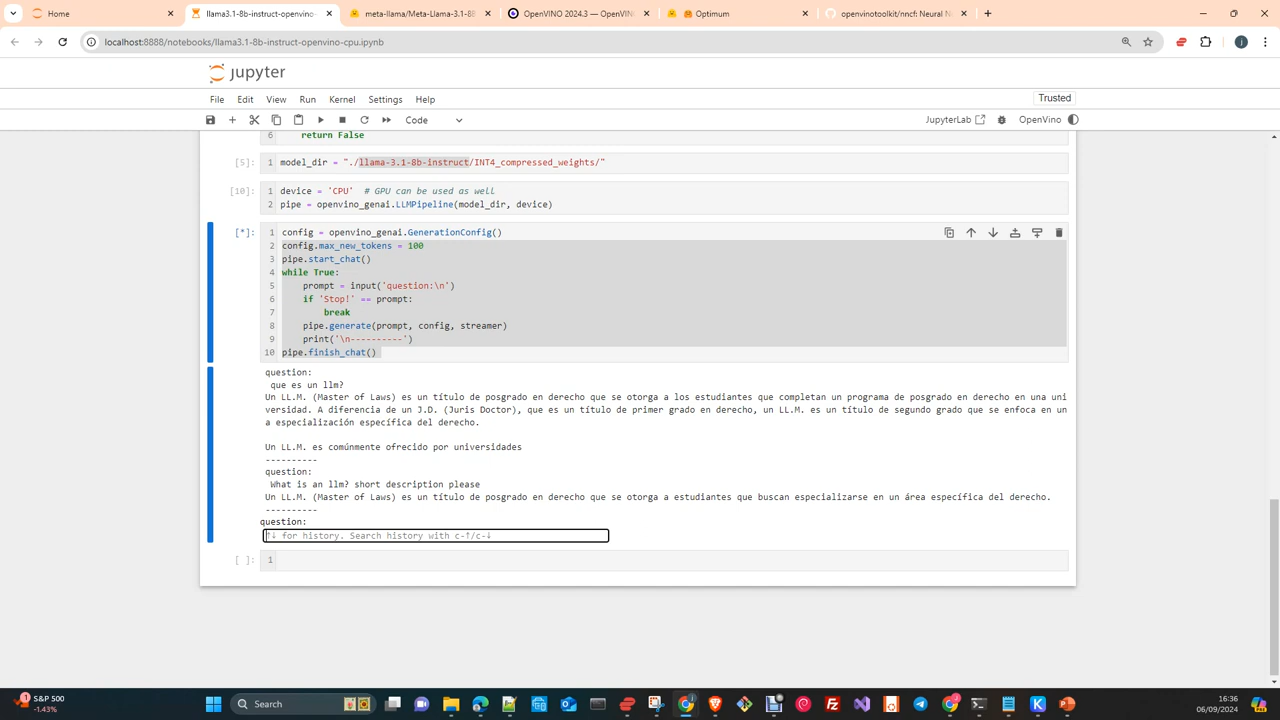 Home
llama3.1-8b-instruct-openvino-
meta-llama/Meta-Llama-3.1-8B
OpenVINO 2024.3 — OpenVIN
Optimum
openvinotoolkit/nncf: Neural N
localhost:8888/notebooks/llama3.1-8b-instruct-openvino-cpu.ipynb
jupyter
File Edit View Run Kernel Settings Help
Trusted
Code
JupyterLab
OpenVino
6 return False
[5]: 1 model_dir = "./llama-3.1-8b-instruct/INT4_compressed_weights/"
[10]: 1 device = 'CPU' # GPU can be used as well
2 pipe = openvino_genai.LLMPipeline(model_dir, device)
[*]: 1 config = openvino_genai.GenerationConfig()
2 config.max_new_tokens = 100
3 pipe.start_chat()
4 while True:
5 prompt = input('question:\n')
6 if 'Stop!' == prompt:
7 break
8 pipe.generate(prompt, config, streamer)
9 print('\n----------')
10 pipe.finish_chat()
question:
que es un llm?
Un LL.M. (Master of Laws) es un título de posgrado en derecho que se otorga a los estudiantes que completan un programa de posgrado en derecho en una uni
versidad. A diferencia de un J.D. (Juris Doctor), que es un título de primer grado en derecho, un LL.M. es un título de segundo grado que se enfoca en un
a especialización específica del derecho.
Un LL.M. es comúnmente ofrecido por universidades
----------
question:
What is an llm? short description please
Un LL.M. (Master of Laws) es un título de posgrado en derecho que se otorga a estudiantes que buscan especializarse en un área específica del derecho.
----------
question:
↑↓ for history. Search history with c-↑/c-↓
[ ]: 1
S&P 500
-1.43%
Search
16:36
06/09/2024